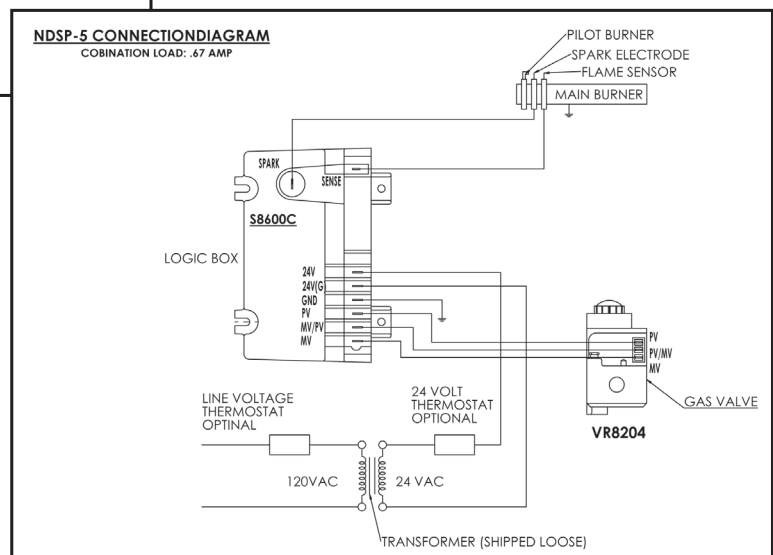 NDSP-5 CONNECTIONDIAGRAM
COBINATION LOAD: .67 AMP
PILOT BURNER
SPARK ELECTRODE
FLAME SENSOR
MAIN BURNER
SPARK
SENSE
S8600C
LOGIC BOX
24V
24V(G
GND
PV
MV/PV
MV
PV
PV/MV
MV
GAS VALVE
VR8204
LINE VOLTAGE
THERMOSTAT
OPTINAL
24 VOLT
THERMOSTAT
OPTIONAL
120VAC
24 VAC
TRANSFORMER (SHIPPED LOOSE)